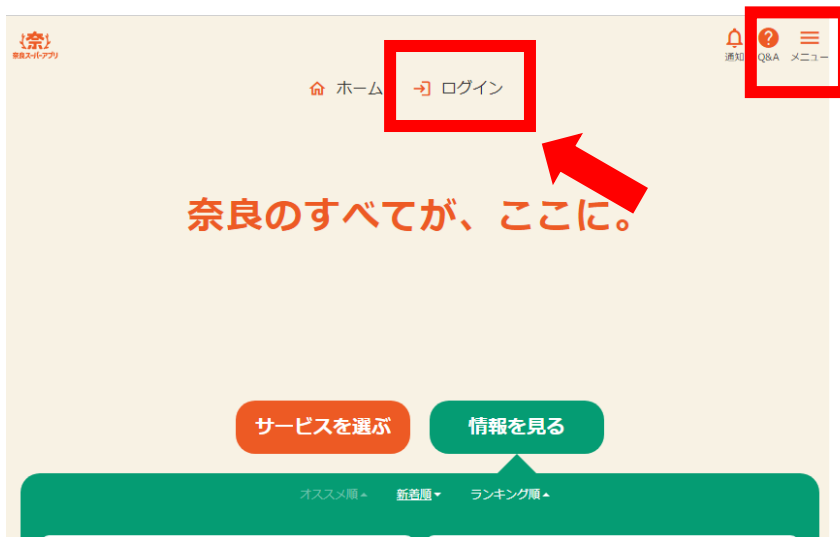 奈
奈良スーパーアプリ
通知 Q&A メニュー
ホーム ログイン
奈良のすべてが、ここに。
サービスを選ぶ 情報を見る
オススメ順▲ 新着順▼ ランキング順▲